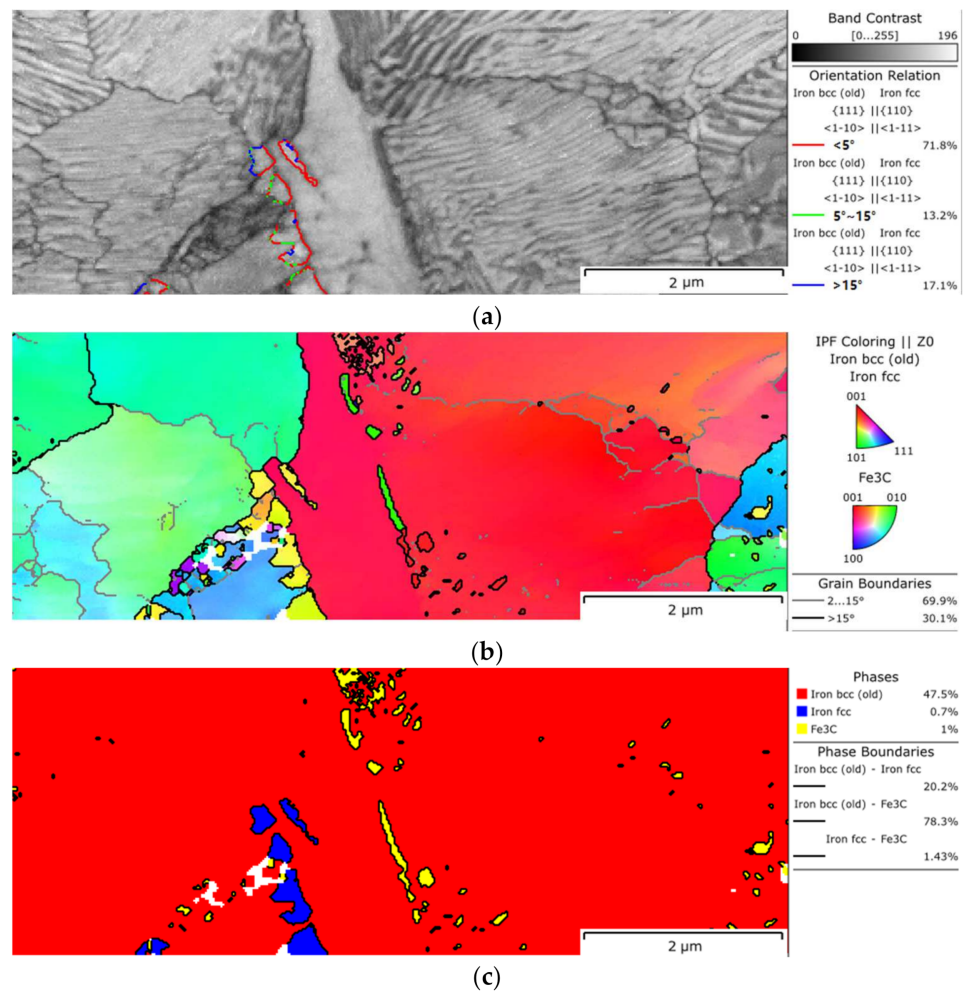 Band Contrast
0 [0...255] 196
Orientation Relation
Iron bcc (old) Iron fcc
{111} ||{110}
<1-10> ||<1-11>
<5° 71.8%
Iron bcc (old) Iron fcc
{111} ||{110}
<1-10> ||<1-11>
5°~15° 13.2%
Iron bcc (old) Iron fcc
{111} ||{110}
<1-10> ||<1-11>
>15° 17.1%
2 μm
(a)
IPF Coloring || Z0
Iron bcc (old)
Iron fcc
001
101 111
Fe3C
001 010
100
Grain Boundaries
2...15° 69.9%
>15° 30.1%
2 μm
(b)
Phases
Iron bcc (old) 47.5%
Iron fcc 0.7%
Fe3C 1%
Phase Boundaries
Iron bcc (old) - Iron fcc
20.2%
Iron bcc (old) - Fe3C
78.3%
Iron fcc - Fe3C
1.43%
2 μm
(c)